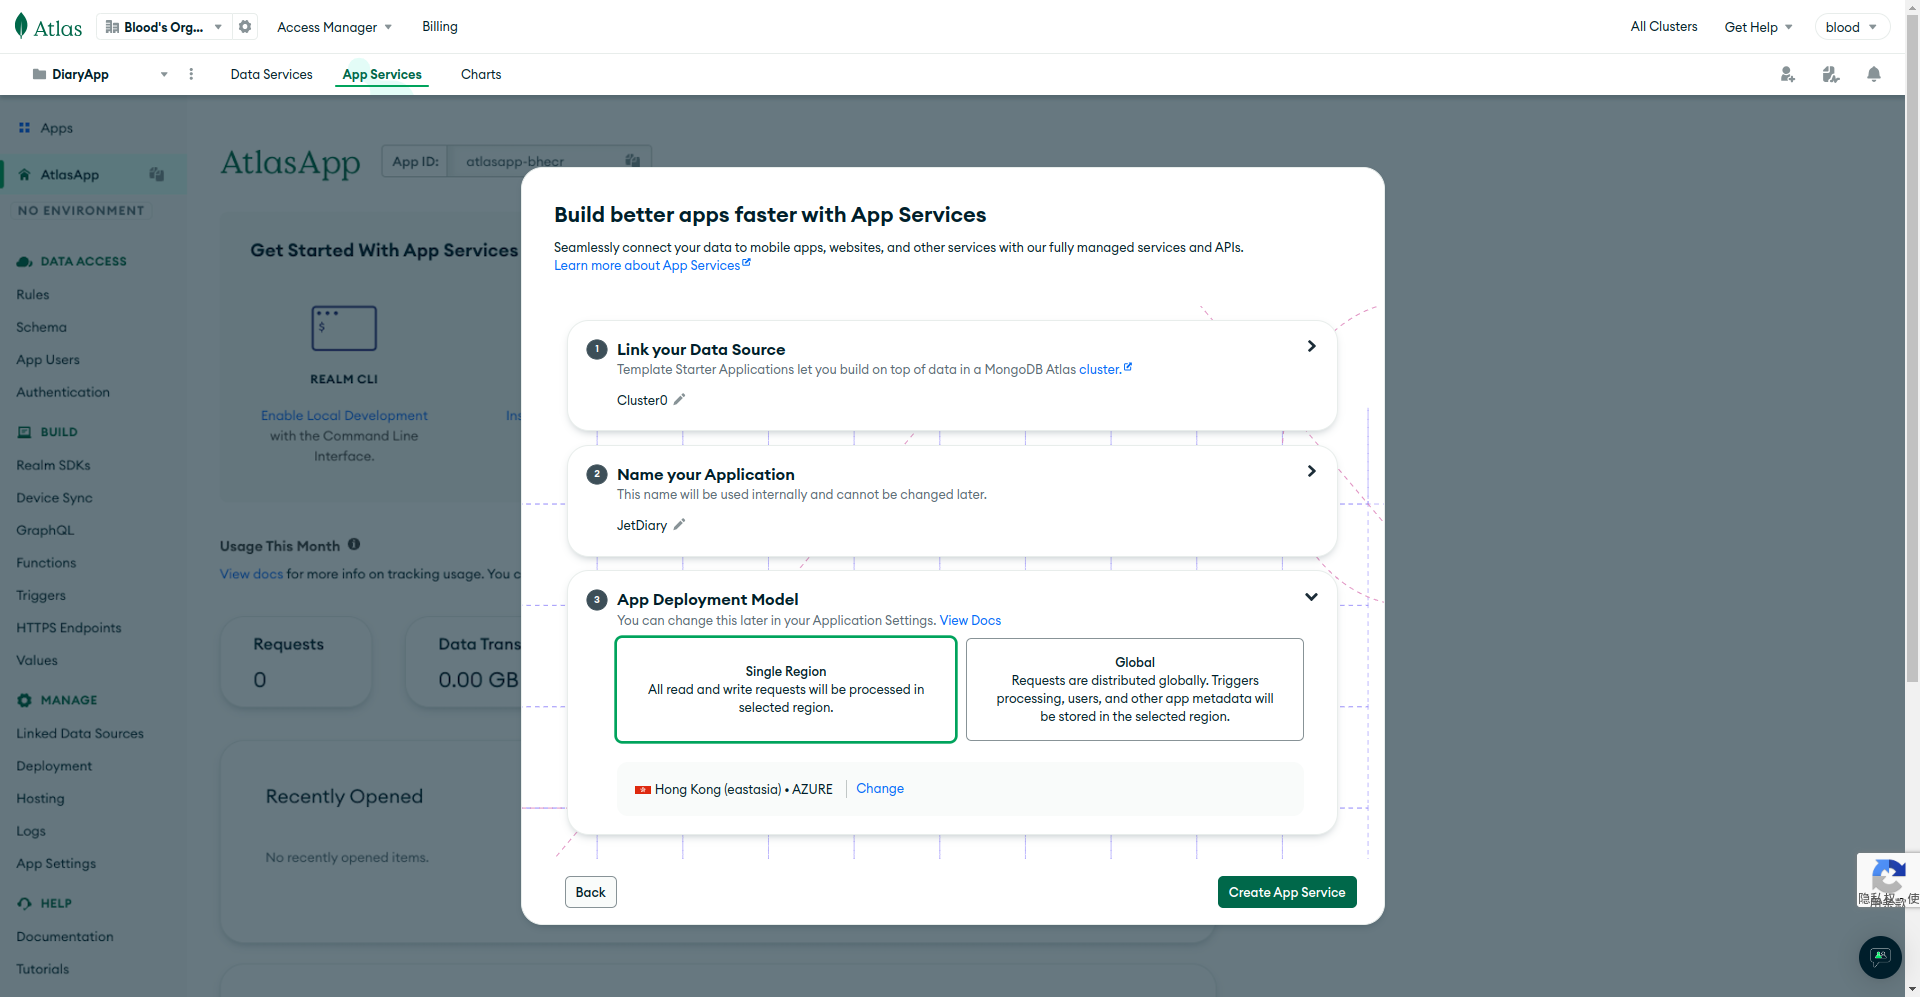 Atlas
Blood's Org...
Access Manager
Billing
All Clusters
Get Help
blood
DiaryApp
Data Services
App Services
Charts
Apps
AtlasApp
NO ENVIRONMENT
DATA ACCESS
Rules
Schema
App Users
Authentication
BUILD
Realm SDKs
Device Sync
GraphQL
Functions
Triggers
HTTPS Endpoints
Values
MANAGE
Linked Data Sources
Deployment
Hosting
Logs
App Settings
HELP
Documentation
Tutorials
AtlasApp
App ID:
atlasapp-bhecr
Get Started With App Services
$
REALM CLI
Enable Local Development
with the Command Line
Interface.
Ins
Usage This Month
View docs for more info on tracking usage. You c
Requests
0
Data Trans
0.00 GB
Recently Opened
No recently opened items.
Build better apps faster with App Services
Seamlessly connect your data to mobile apps, websites, and other services with our fully managed services and APIs.
Learn more about App Services
1
Link your Data Source
Template Starter Applications let you build on top of data in a MongoDB Atlas cluster.
Cluster0
2
Name your Application
This name will be used internally and cannot be changed later.
JetDiary
3
App Deployment Model
You can change this later in your Application Settings. View Docs
Single Region
All read and write requests will be processed in
selected region.
Global
Requests are distributed globally. Triggers
processing, users, and other app metadata will
be stored in the selected region.
Hong Kong (eastasia) • AZURE
Change
Back
Create App Service